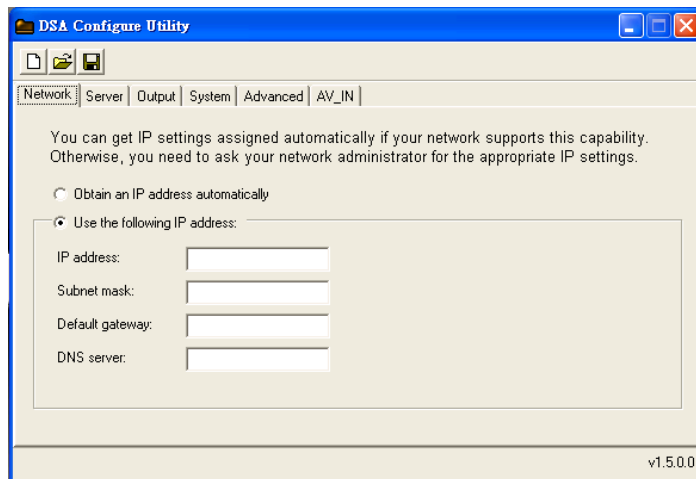 DSA Configure Utility
Network Server Output System Advanced AV_IN
You can get IP settings assigned automatically if your network supports this capability.
Otherwise, you need to ask your network administrator for the appropriate IP settings.
Obtain an IP address automatically
Use the following IP address:
IP address:
Subnet mask:
Default gateway:
DNS server:
v1.5.0.0